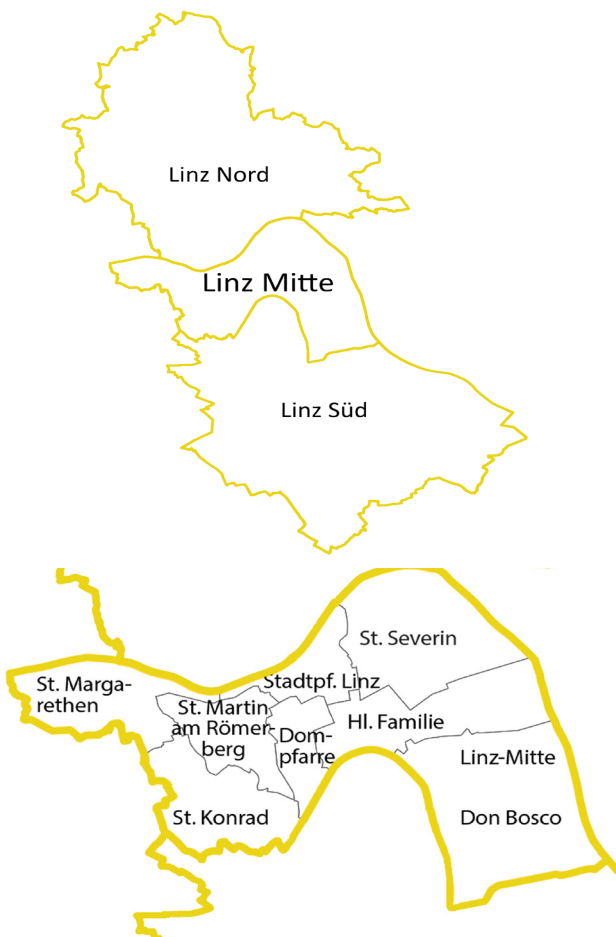 Linz Nord
Linz Mitte
Linz Süd
St. Severin
St. Marga-
rethen
Stadtpf. Linz
St. Martin
am Römer-
berg
Dom-
pfarre
Hl. Familie
Linz-Mitte
St. Konrad
Don Bosco